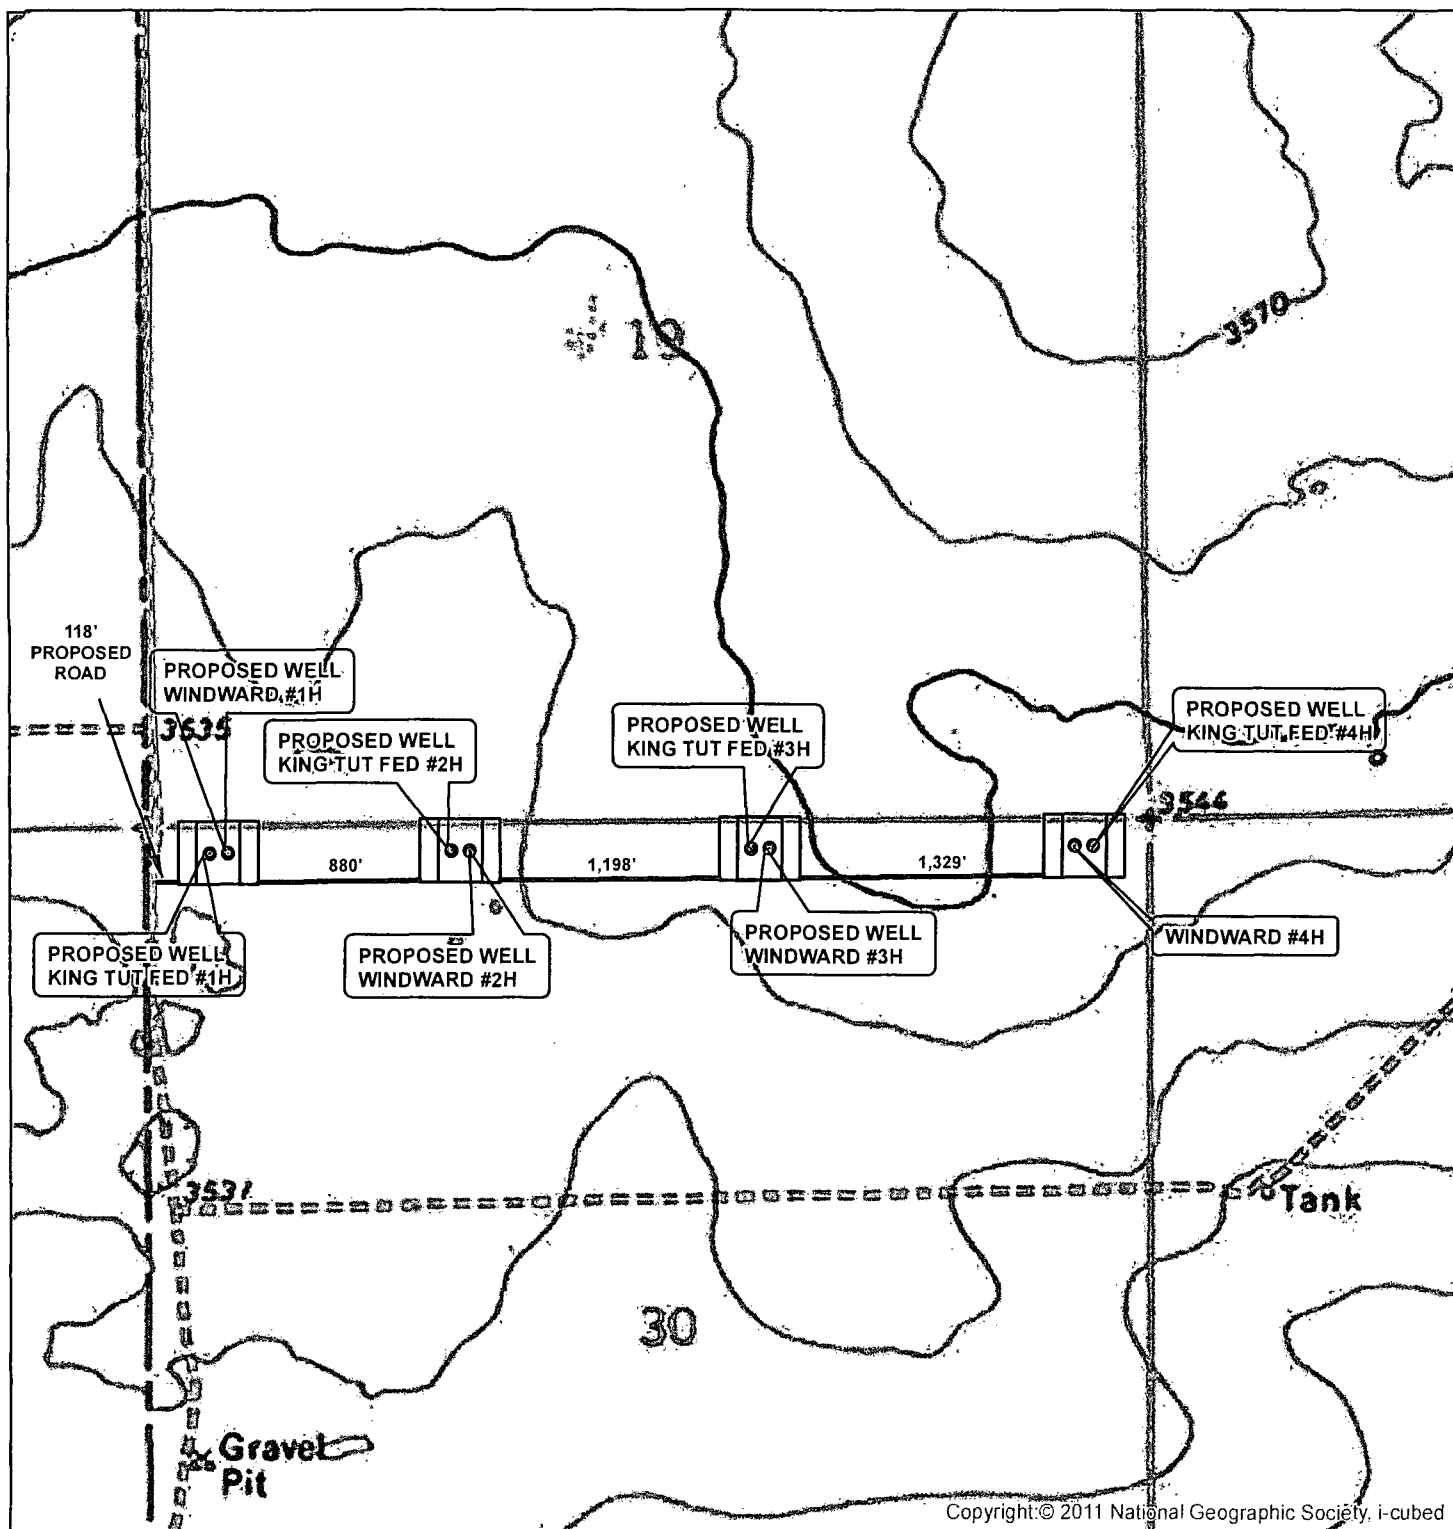 19
3570
118'
PROPOSED
ROAD
PROPOSED WELL
WINDWARD #1H
3535
PROPOSED WELL
KING TUT FED #2H
PROPOSED WELL
KING TUT FED #3H
PROPOSED WELL
KING TUT FED #4H
3544
880'
1,198'
1,329'
PROPOSED WELL
KING TUT FED #1H
PROPOSED WELL
WINDWARD #2H
PROPOSED WELL
WINDWARD #3H
WINDWARD #4H
3531
Tank
30
Gravel
Pit
Copyright:© 2011 National Geographic Society, i-cubed